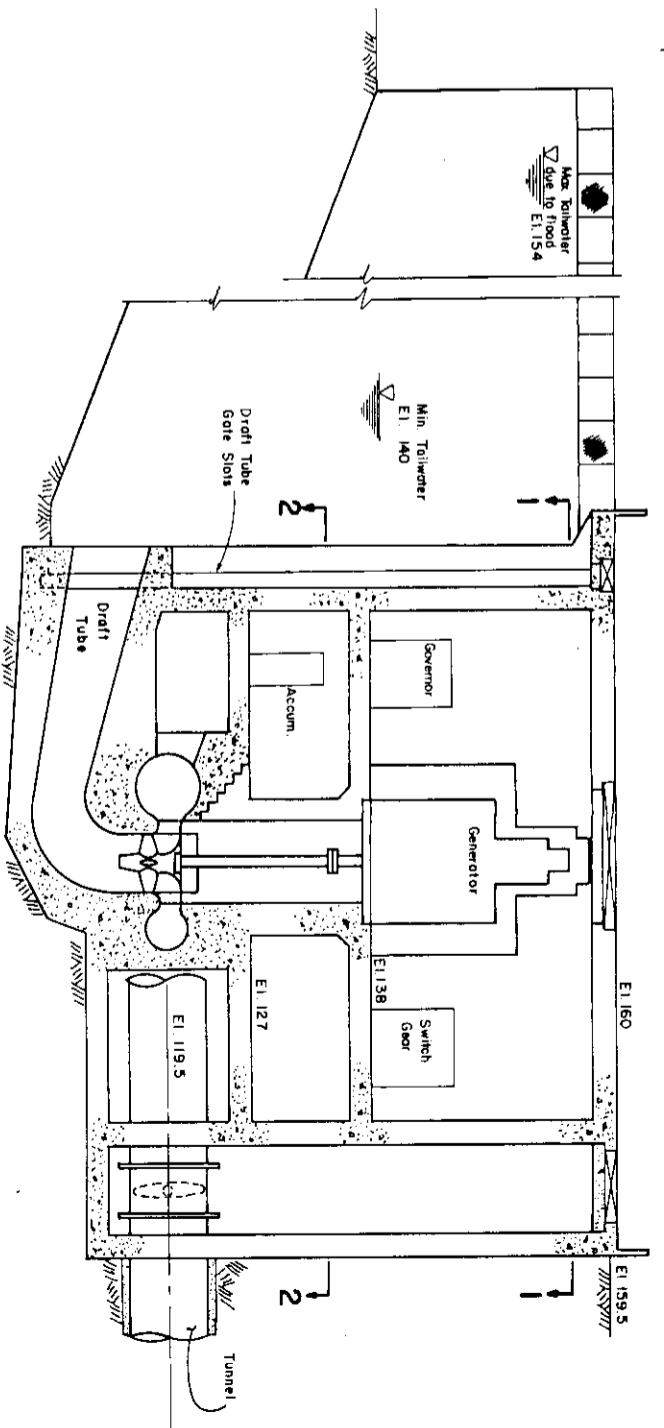 Max Tailwater
due to flood
El. 154
Min. Tailwater
El. 140
Draft Tube
Gate Slots
1
2
Draft
Tube
Governor
Accum.
Generator
El. 160
El. 138
El. 127
Switch
Gear
El. 119.5
1
2
El 159.5
Tunnel